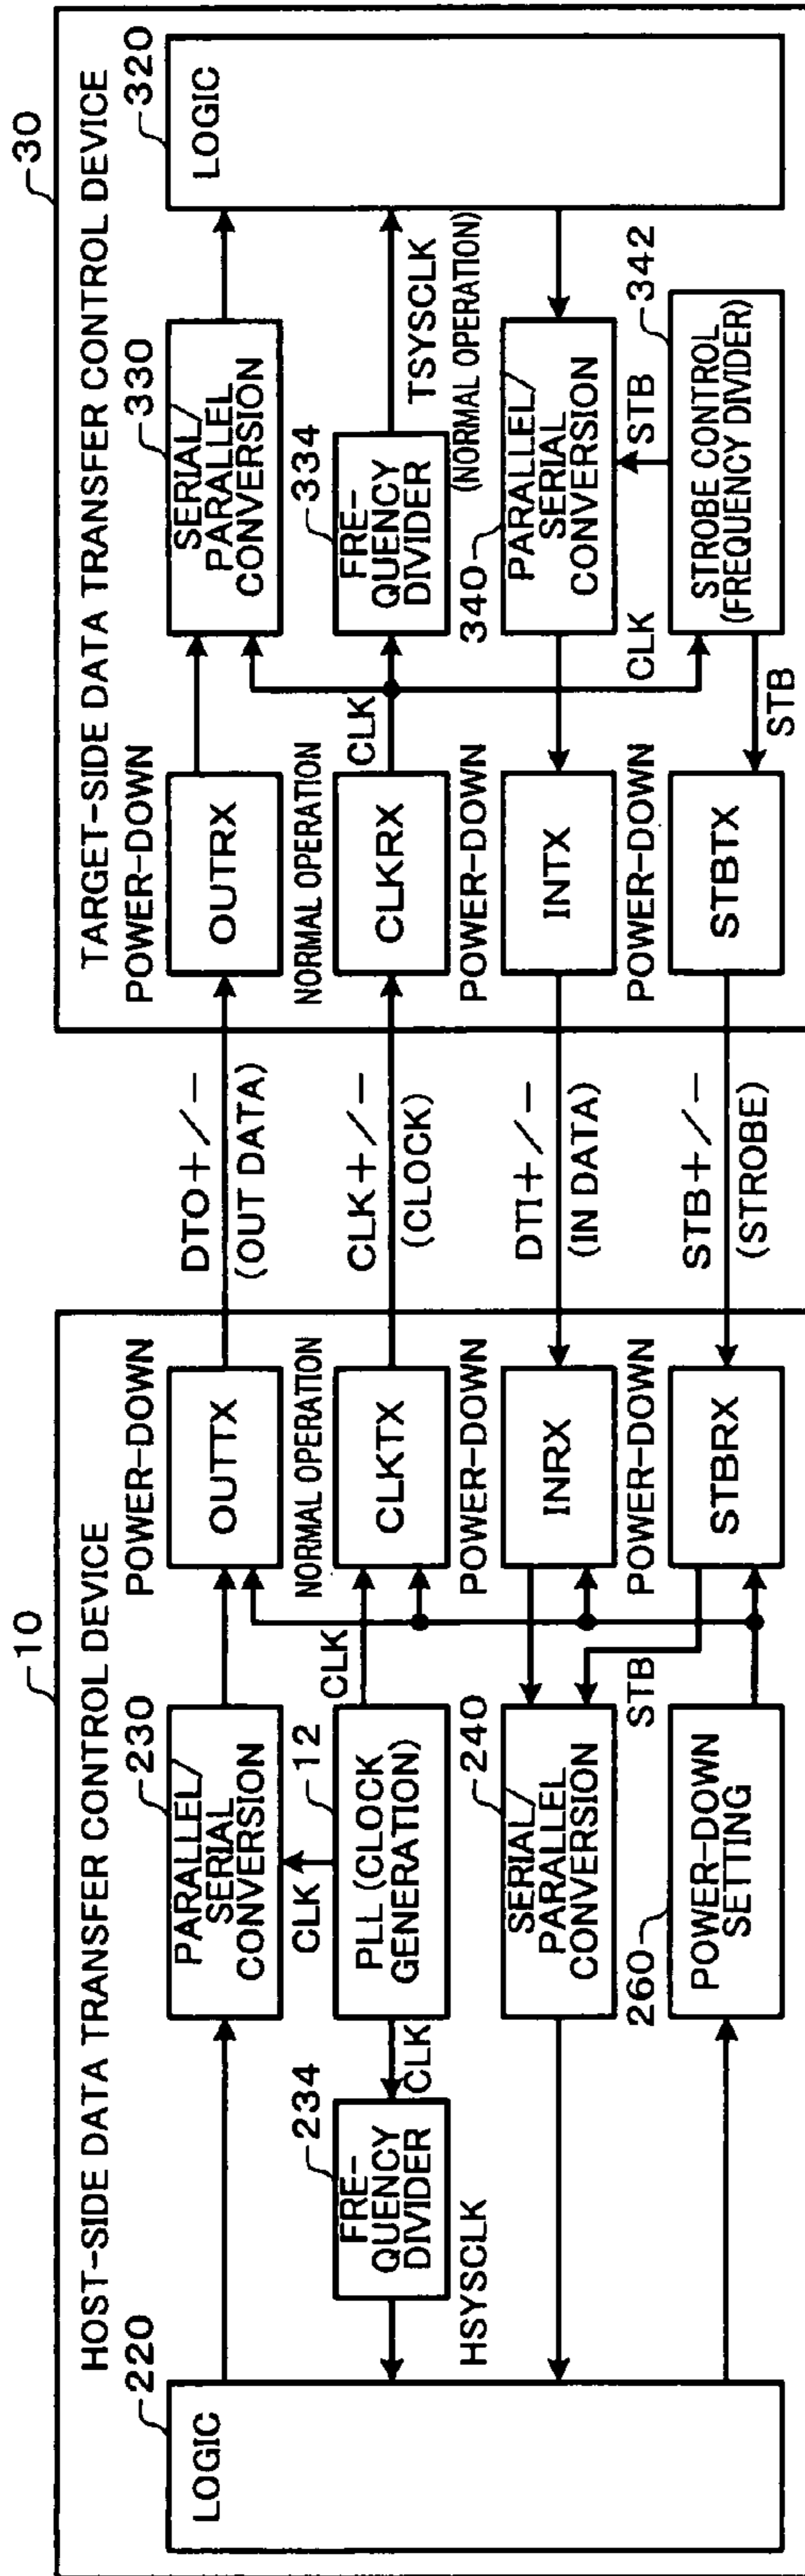 10
HOST-SIDE DATA TRANSFER CONTROL DEVICE
220
LOGIC
230
PARALLEL/
SERIAL
CONVERSION
POWER-DOWN
OUTTX
CLK
234
FRE-
QUENCY
DIVIDER
HSYSCLK
CLK
12
PLL (CLOCK
GENERATION)
CLK
NORMAL OPERATION
CLKTX
240
SERIAL/
PARALLEL
CONVERSION
POWER-DOWN
INRX
STB
260
POWER-DOWN
SETTING
POWER-DOWN
STBRX
DTO+/-
(OUT DATA)
CLK+/-
(CLOCK)
DTI+/-
(IN DATA)
STB+/-
(STROBE)
30
TARGET-SIDE DATA TRANSFER CONTROL DEVICE
POWER-DOWN
OUTRX
330
SERIAL/
PARALLEL
CONVERSION
320
LOGIC
NORMAL OPERATION
CLKRX
CLK
334
FRE-
QUENCY
DIVIDER
TSYSCLK
(NORMAL OPERATION)
POWER-DOWN
INTX
340
PARALLEL/
SERIAL
CONVERSION
STB
POWER-DOWN
STBTX
CLK
STB
342
STROBE CONTROL
(FREQUENCY DIVIDER)